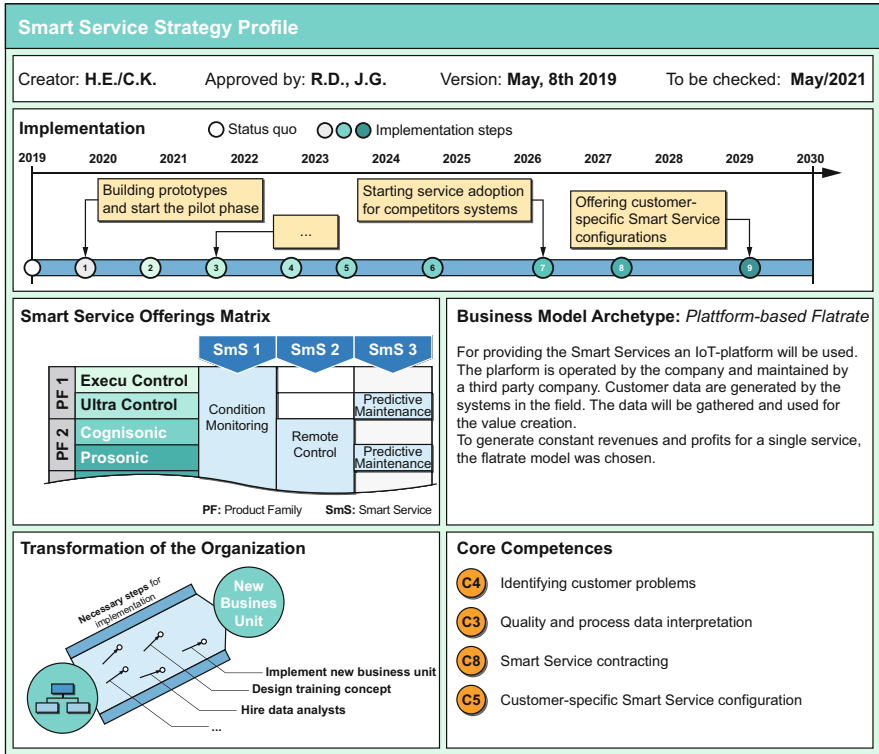 Smart Service Strategy Profile
Creator: H.E./C.K. Approved by: R.D., J.G. Version: May, 8th 2019 To be checked: May/2021
Implementation
Status quo
Implementation steps
2019 2020 2021 2022 2023 2024 2025 2026 2027 2028 2029 2030
Building prototypes
and start the pilot phase
...
Starting service adoption
for competitors systems
Offering customer-
specific Smart Service
configurations
1 2 3 4 5 6 7 8 9
Smart Service Offerings Matrix
SmS 1 SmS 2 SmS 3
PF 1
Execu Control
Ultra Control
PF 2
Cognisonic
Prosonic
Condition
Monitoring
Remote
Control
Predictive
Maintenance
Predictive
Maintenance
PF: Product Family SmS: Smart Service
Business Model Archetype: Plattform-based Flatrate
For providing the Smart Services an IoT-platform will be used.
The plarform is operated by the company and maintained by
a third party company. Customer data are generated by the
systems in the field. The data will be gathered and used for
the value creation.
To generate constant revenues and profits for a single service,
the flatrate model was chosen.
Transformation of the Organization
Necessary steps for
implementation
New
Busines
Unit
Implement new business unit
Design training concept
Hire data analysts
...
Core Competences
C4 Identifying customer problems
C3 Quality and process data interpretation
C8 Smart Service contracting
C5 Customer-specific Smart Service configuration